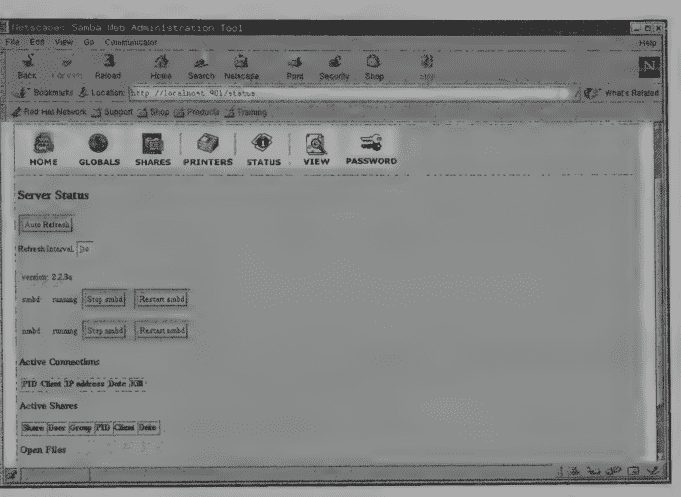 Netscape: Samba Web Administration Tool
File Edit View Go Communicator Help
Back Forward Reload Home Search Netscape Print Security Shop Stop
Bookmarks Location: http://localhost:901/status What's Related
Red Hat Network Support Shop Products Training
HOME GLOBALS SHARES PRINTERS STATUS VIEW PASSWORD
Server Status
Auto Refresh
Refresh Interval: 30
version: 2.2.3a
smbd: running Stop smbd Restart smbd
nmbd: running Stop nmbd Restart nmbd
Active Connections
PID Client IP address Date Kill
Active Shares
Share User Group PID Client Date
Open Files